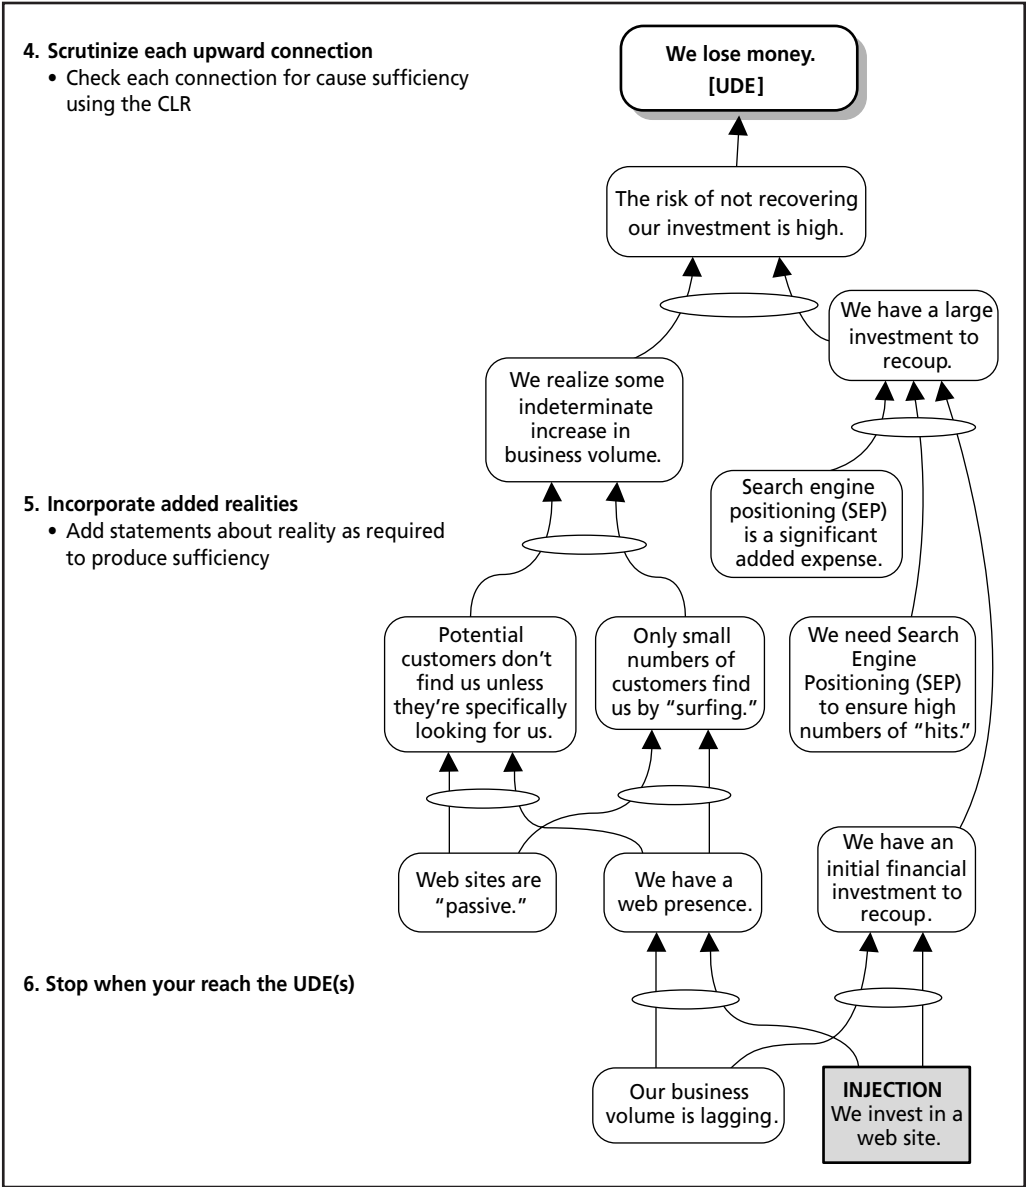 4. Scrutinize each upward connection
• Check each connection for cause sufficiency
using the CLR
We lose money.
[UDE]
The risk of not recovering
our investment is high.
We have a large
investment to
recoup.
We realize some
indeterminate
increase in
business volume.
Search engine
positioning (SEP)
is a significant
added expense.
5. Incorporate added realities
• Add statements about reality as required
to produce sufficiency
Potential
customers don't
find us unless
they're specifically
looking for us.
Only small
numbers of
customers find
us by "surfing."
We need Search
Engine
Positioning (SEP)
to ensure high
numbers of "hits."
Web sites are
"passive."
We have a
web presence.
We have an
initial financial
investment to
recoup.
6. Stop when your reach the UDE(s)
Our business
volume is lagging.
INJECTION
We invest in a
web site.